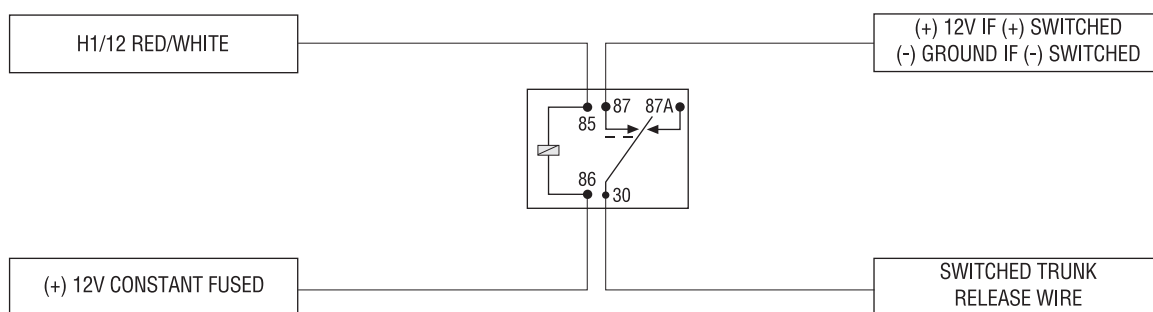 H1/12 RED/WHITE
(+) 12V IF (+) SWITCHED
(-) GROUND IF (-) SWITCHED
87 87A
85
86
30
(+) 12V CONSTANT FUSED
SWITCHED TRUNK
RELEASE WIRE